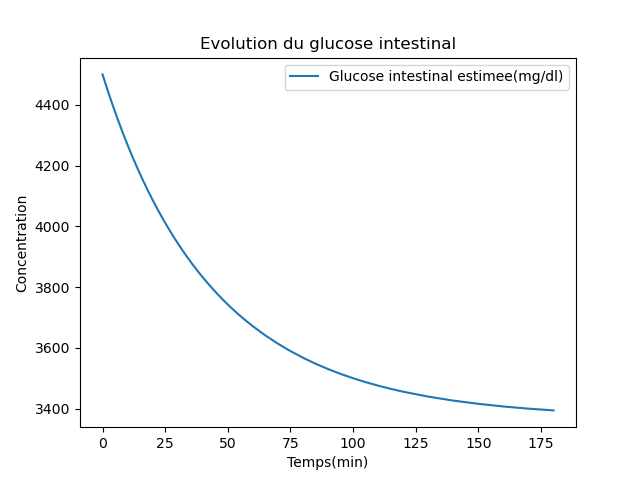 Evolution du glucose intestinal
Glucose intestinal estimee(mg/dl)
4400
4200
4000
3800
3600
3400
Concentration
0 25 50 75 100 125 150 175
Temps(min)